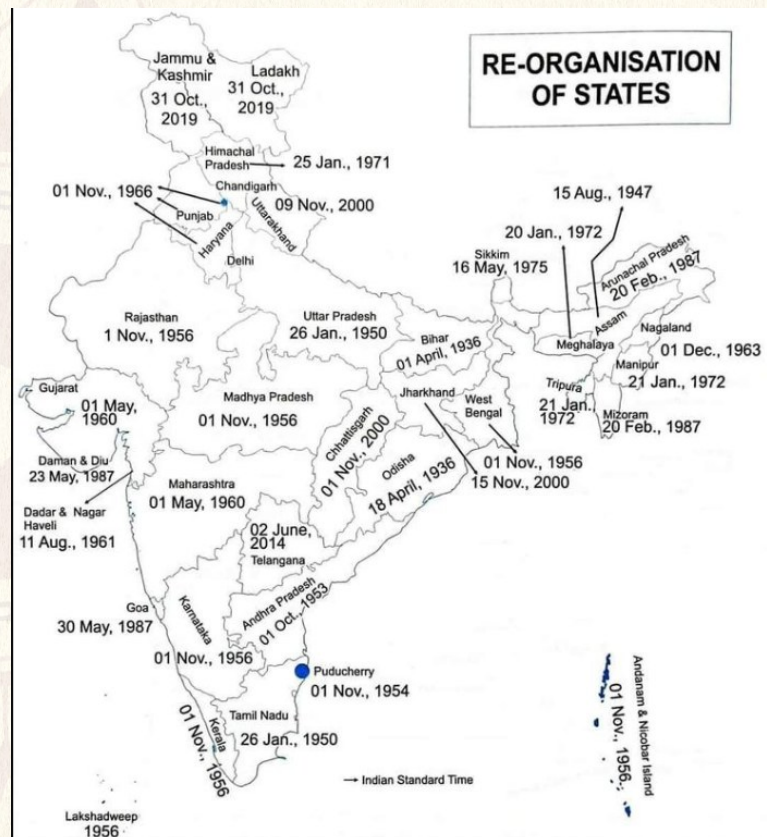 RE-ORGANISATION
OF STATES
Jammu &
Kashmir
31 Oct.,
2019
Ladakh
31 Oct.,
2019
Himachal
Pradesh
25 Jan., 1971
Chandigarh
01 Nov., 1966
Punjab
Haryana
09 Nov., 2000
Uttarakhand
Delhi
15 Aug., 1947
20 Jan., 1972
Sikkim
16 May, 1975
Arunachal Pradesh
20 Feb., 1987
Assam
Meghalaya
Nagaland
01 Dec., 1963
Manipur
21 Jan., 1972
Tripura
21 Jan.,
1972
Mizoram
20 Feb., 1987
Rajasthan
1 Nov., 1956
Uttar Pradesh
26 Jan., 1950
Bihar
01 April, 1936
Jharkhand
West
Bengal
01 Nov., 1956
15 Nov., 2000
Gujarat
01 May,
1960
Madhya Pradesh
01 Nov., 1956
Chhattisgarh
01 Nov., 2000
Odisha
18 April, 1936
Daman & Diu
23 May, 1987
Dadar & Nagar
Haveli
11 Aug., 1961
Maharashtra
01 May, 1960
02 June,
2014
Telangana
Andhra Pradesh
01 Oct., 1953
Goa
30 May, 1987
Karnataka
01 Nov., 1956
Puducherry
01 Nov., 1954
Tamil Nadu
26 Jan., 1950
Kerala
01 Nov., 1956
Andanam & Nicobar Island
01 Nov., 1956.
Indian Standard Time
Lakshadweep
1956